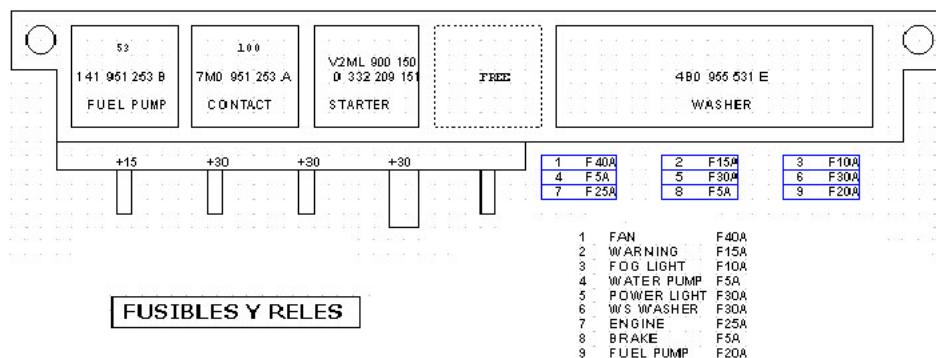 53
141 951 253 B
FUEL PUMP
100
7M0 951 253 A
CONTACT
V2ML 900 150
0 332 209 151
STARTER
FREE
4B0 955 531 E
WASHER
+15 +30 +30 +30
1 F40A 2 F15A 3 F10A
4 F5A 5 F30A 6 F30A
7 F25A 8 F5A 9 F20A
1 FAN F40A
2 WARNING F15A
3 FOG LIGHT F10A
4 WATER PUMP F5A
5 POWER LIGHT F30A
6 WS WASHER F30A
7 ENGINE F25A
8 BRAKE F5A
9 FUEL PUMP F20A
FUSIBLES Y RELES